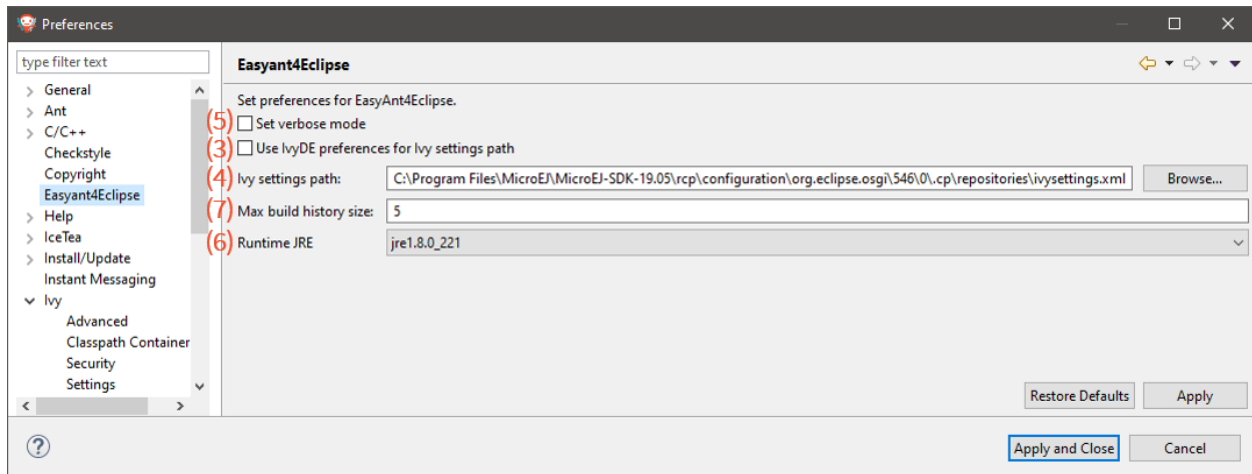 Preferences
type filter text
General
Ant
C/C++
Checkstyle
Copyright
Easyant4Eclipse
Help
IceTea
Install/Update
Instant Messaging
Ivy
Advanced
Classpath Container
Security
Settings
Easyant4Eclipse
Set preferences for EasyAnt4Eclipse.
(5) Set verbose mode
(3) Use IvyDE preferences for Ivy settings path
(4) Ivy settings path: C:\Program Files\MicroEJ\MicroEJ-SDK-19.05\rcp\configuration\org.eclipse.osgi\546\0\.cp\repositories\ivysettings.xml Browse...
(7) Max build history size: 5
(6) Runtime JRE jre1.8.0_221
Restore Defaults Apply
? Apply and Close Cancel